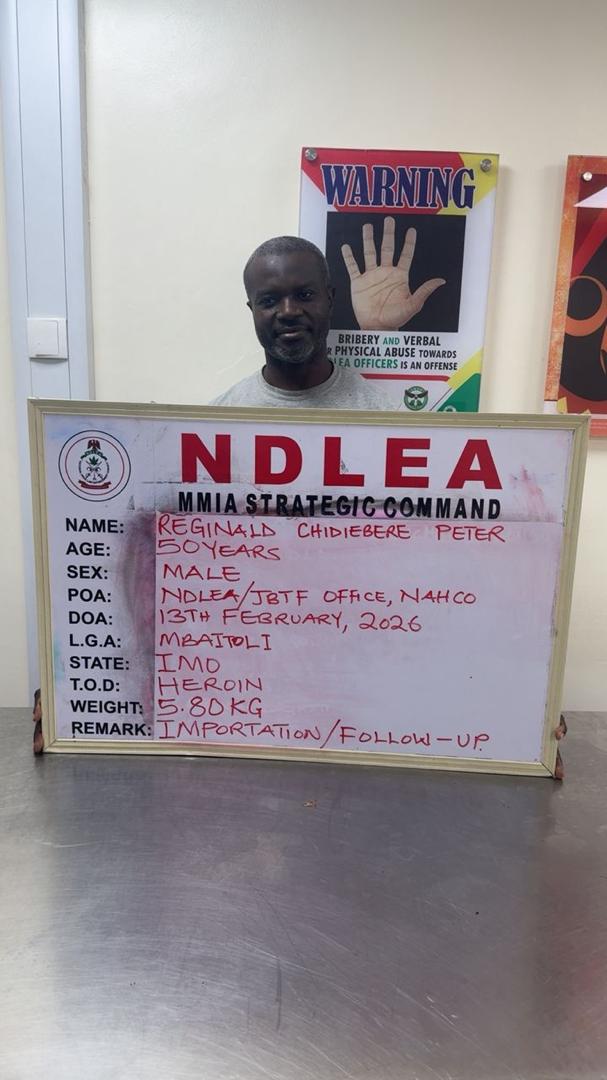 WARNING
BRIBERY AND VERBAL
PHYSICAL ABUSE TOWARDS
OFFICERS IS AN OFFENSE
NDLEA
MMIA STRATEGIC COMMAND
NAME: REGINALD CHIDIEBERE PETER
AGE: 50YEARS
SEX: MALE
POA: NDLEA/JBTF OFFICE, NAHCO
DOA: 13TH FEBRUARY, 2026
L.G.A: MBAITOLI
STATE: IMO
T.O.D: HEROIN
WEIGHT: 5.80KG
REMARK: IMPORTATION/FOLLOW-UP.